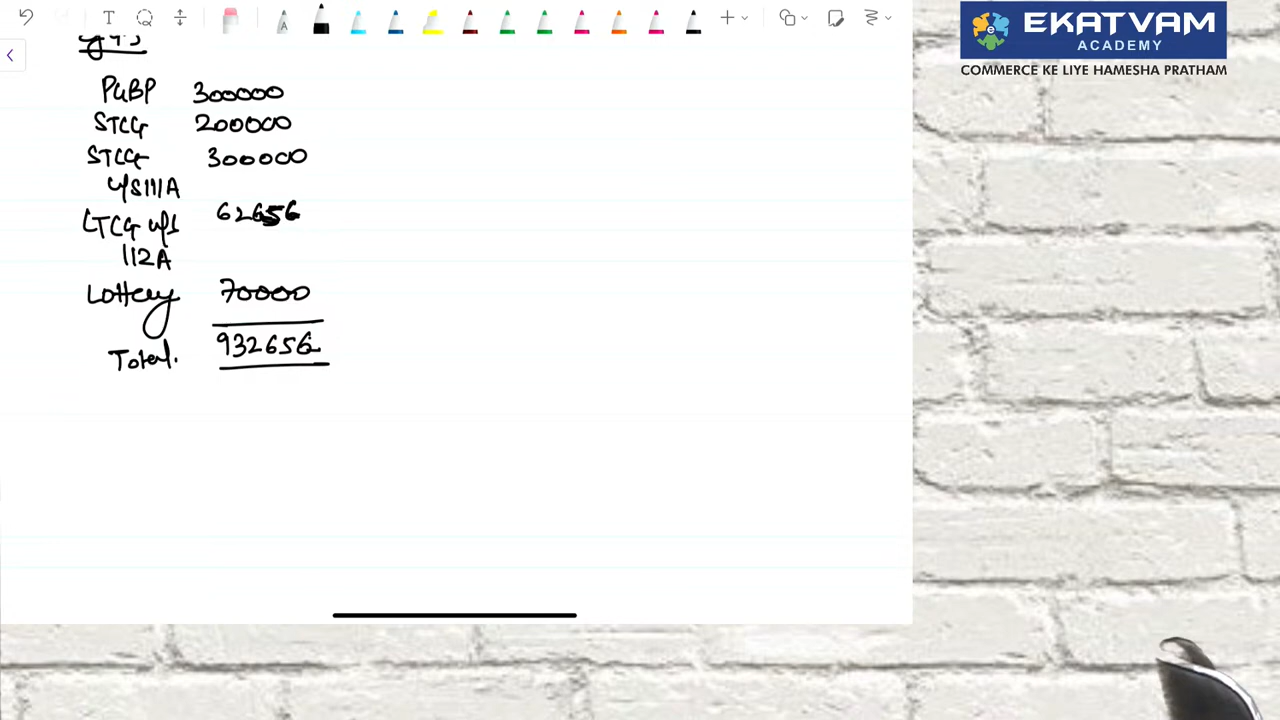 T
A
EKATVAM
ACADEMY
COMMERCE KE LIYE HAMESHA PRATHAM
PGBP 300000
STCG 200000
STCG 300000
u/s 111A
LTCG u/s 62656
112A
Lottery 70000
Total. 932656